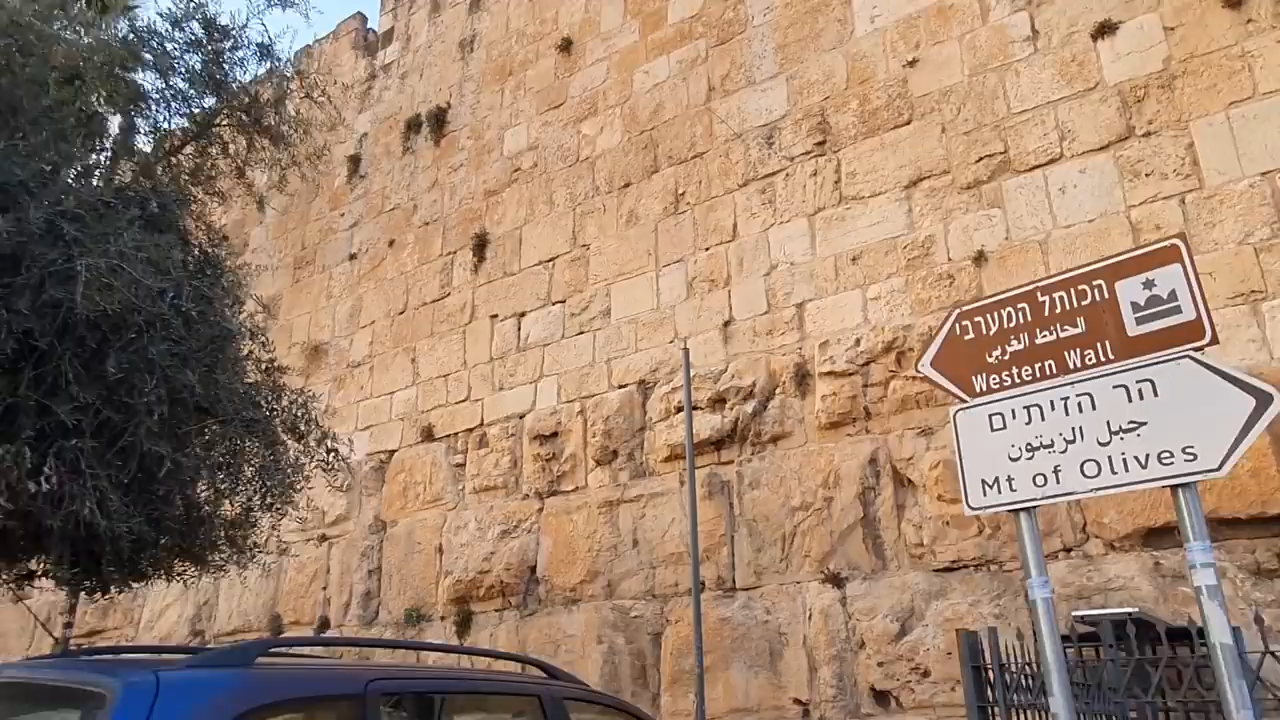 הכותל המערבי
الحائط الغربي
Western Wall
הר הזיתים
جبل الزيتون
Mt of Olives